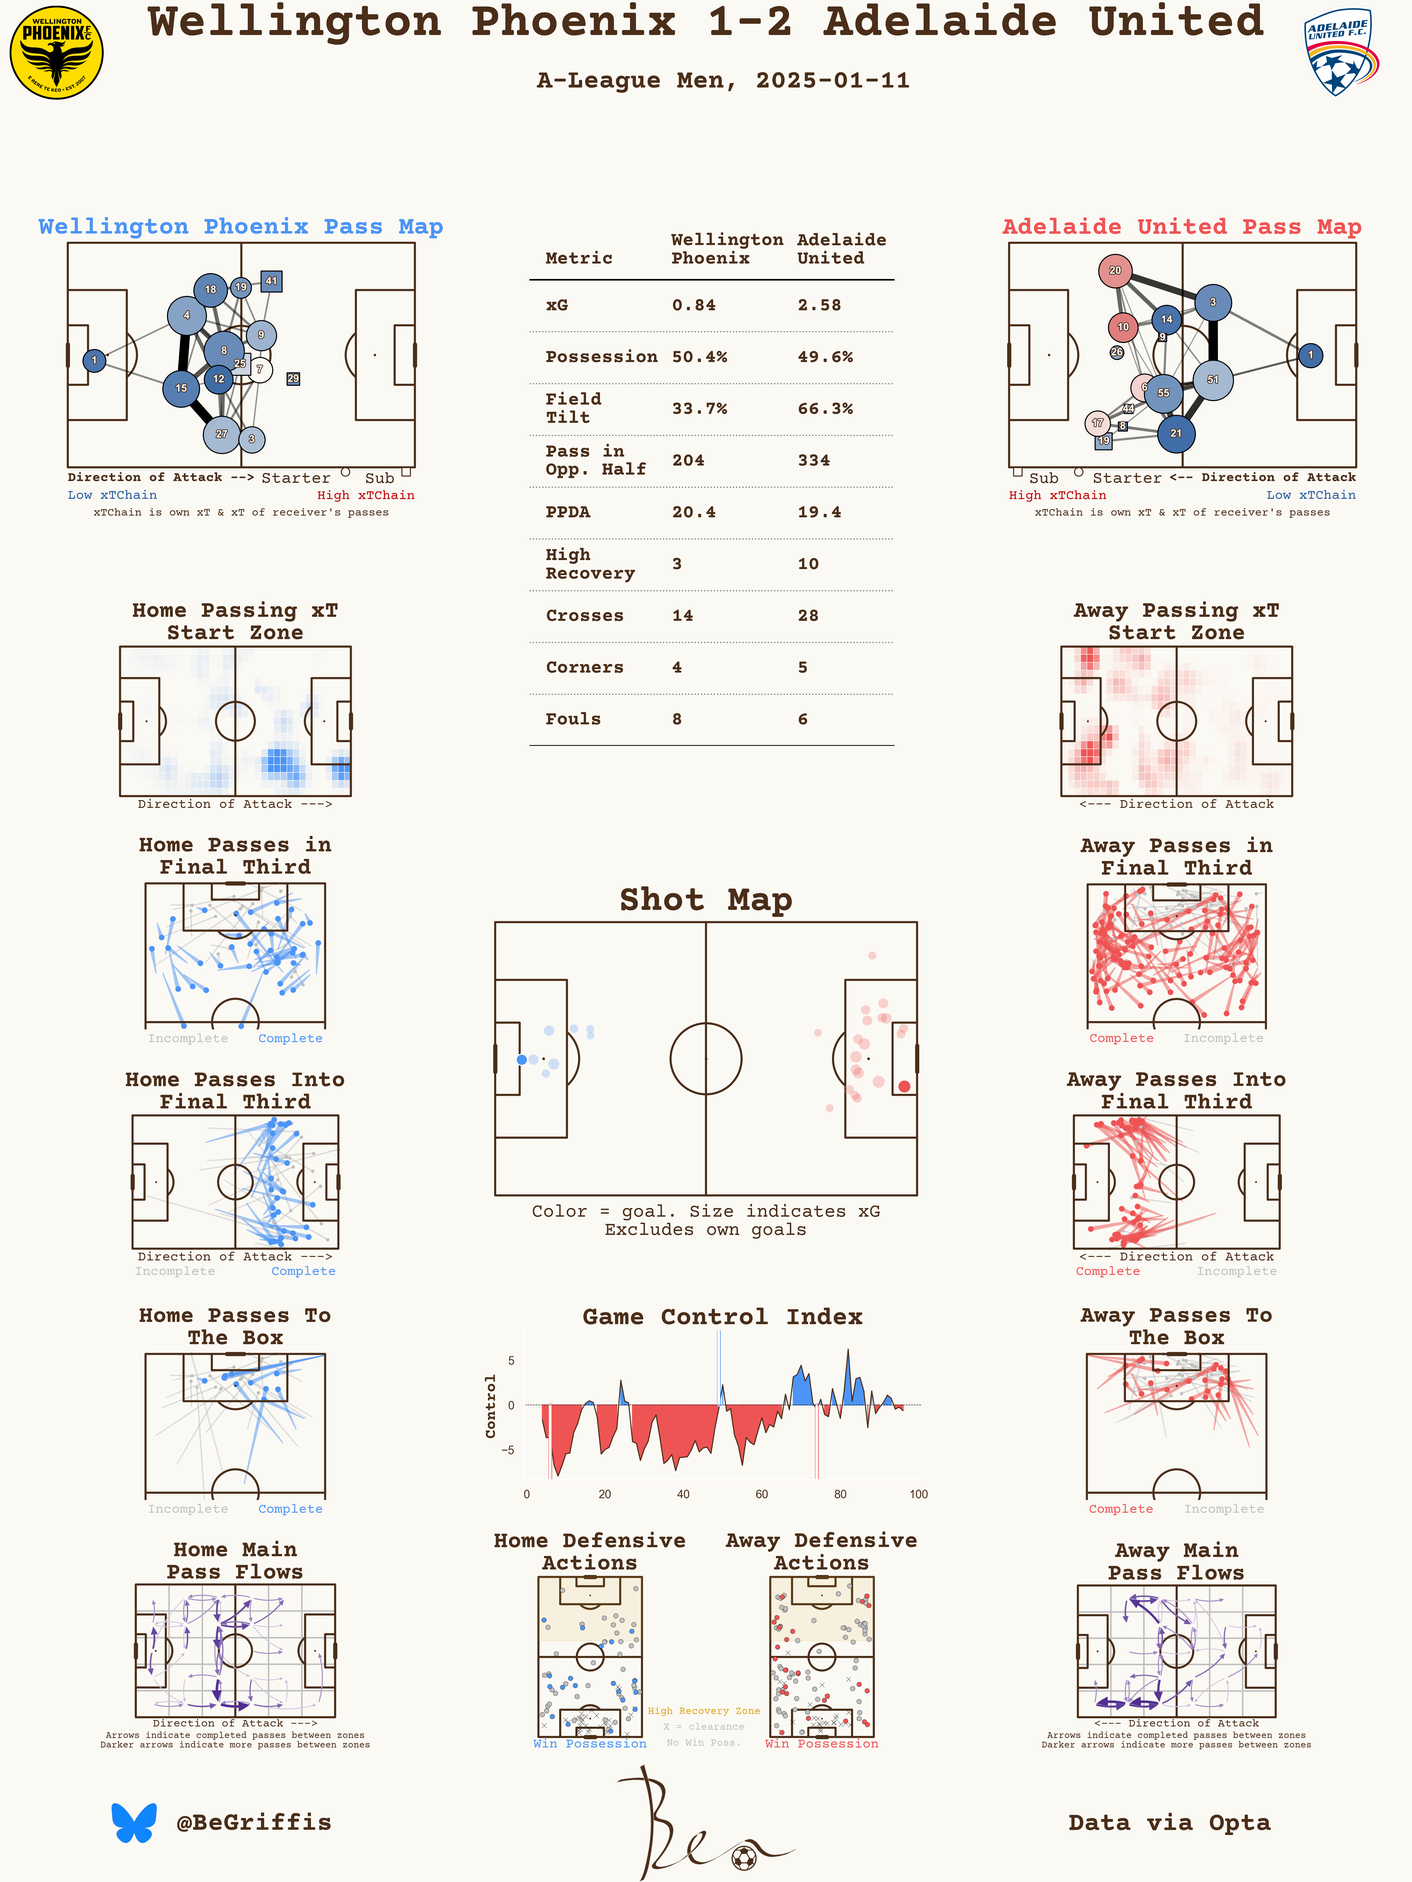 Wellington Phoenix 1-2 Adelaide United
A-League Men, 2025-01-11
WELLINGTON
PHOENIX FC
E RERE TE KEO • EST. 2007
ADELAIDE
UNITED F.C.
Wellington Phoenix Pass Map
18
19
41
4
9
8
1
25
7
12
29
15
27
3
Direction of Attack --> Starter Sub
Low xTChain High xTChain
xTChain is own xT & xT of receiver's passes
Metric Wellington Phoenix Adelaide United
xG 0.84 2.58
Possession 50.4% 49.6%
Field Tilt 33.7% 66.3%
Pass in Opp. Half 204 334
PPDA 20.4 19.4
High Recovery 3 10
Crosses 14 28
Corners 4 5
Fouls 8 6
Adelaide United Pass Map
20
3
14
10
9
26
1
51
6
55
44
17
8
21
19
Sub Starter <-- Direction of Attack
High xTChain Low xTChain
xTChain is own xT & xT of receiver's passes
Home Passing xT
Start Zone
Direction of Attack --->
Away Passing xT
Start Zone
<--- Direction of Attack
Home Passes in
Final Third
Incomplete Complete
Away Passes in
Final Third
Complete Incomplete
Shot Map
Color = goal. Size indicates xG
Excludes own goals
Home Passes Into
Final Third
Direction of Attack --->
Incomplete Complete
Away Passes Into
Final Third
<--- Direction of Attack
Complete Incomplete
Home Passes To
The Box
Incomplete Complete
Game Control Index
Control
5
0
−5
0 20 40 60 80 100
Away Passes To
The Box
Complete Incomplete
Home Main
Pass Flows
Direction of Attack --->
Arrows indicate completed passes between zones
Darker arrows indicate more passes between zones
Home Defensive
Actions
Win Possession
High Recovery Zone
X = clearance
No Win Poss.
Away Defensive
Actions
Win Possession
Away Main
Pass Flows
<--- Direction of Attack
Arrows indicate completed passes between zones
Darker arrows indicate more passes between zones
@BeGriffis
Ben
Data via Opta